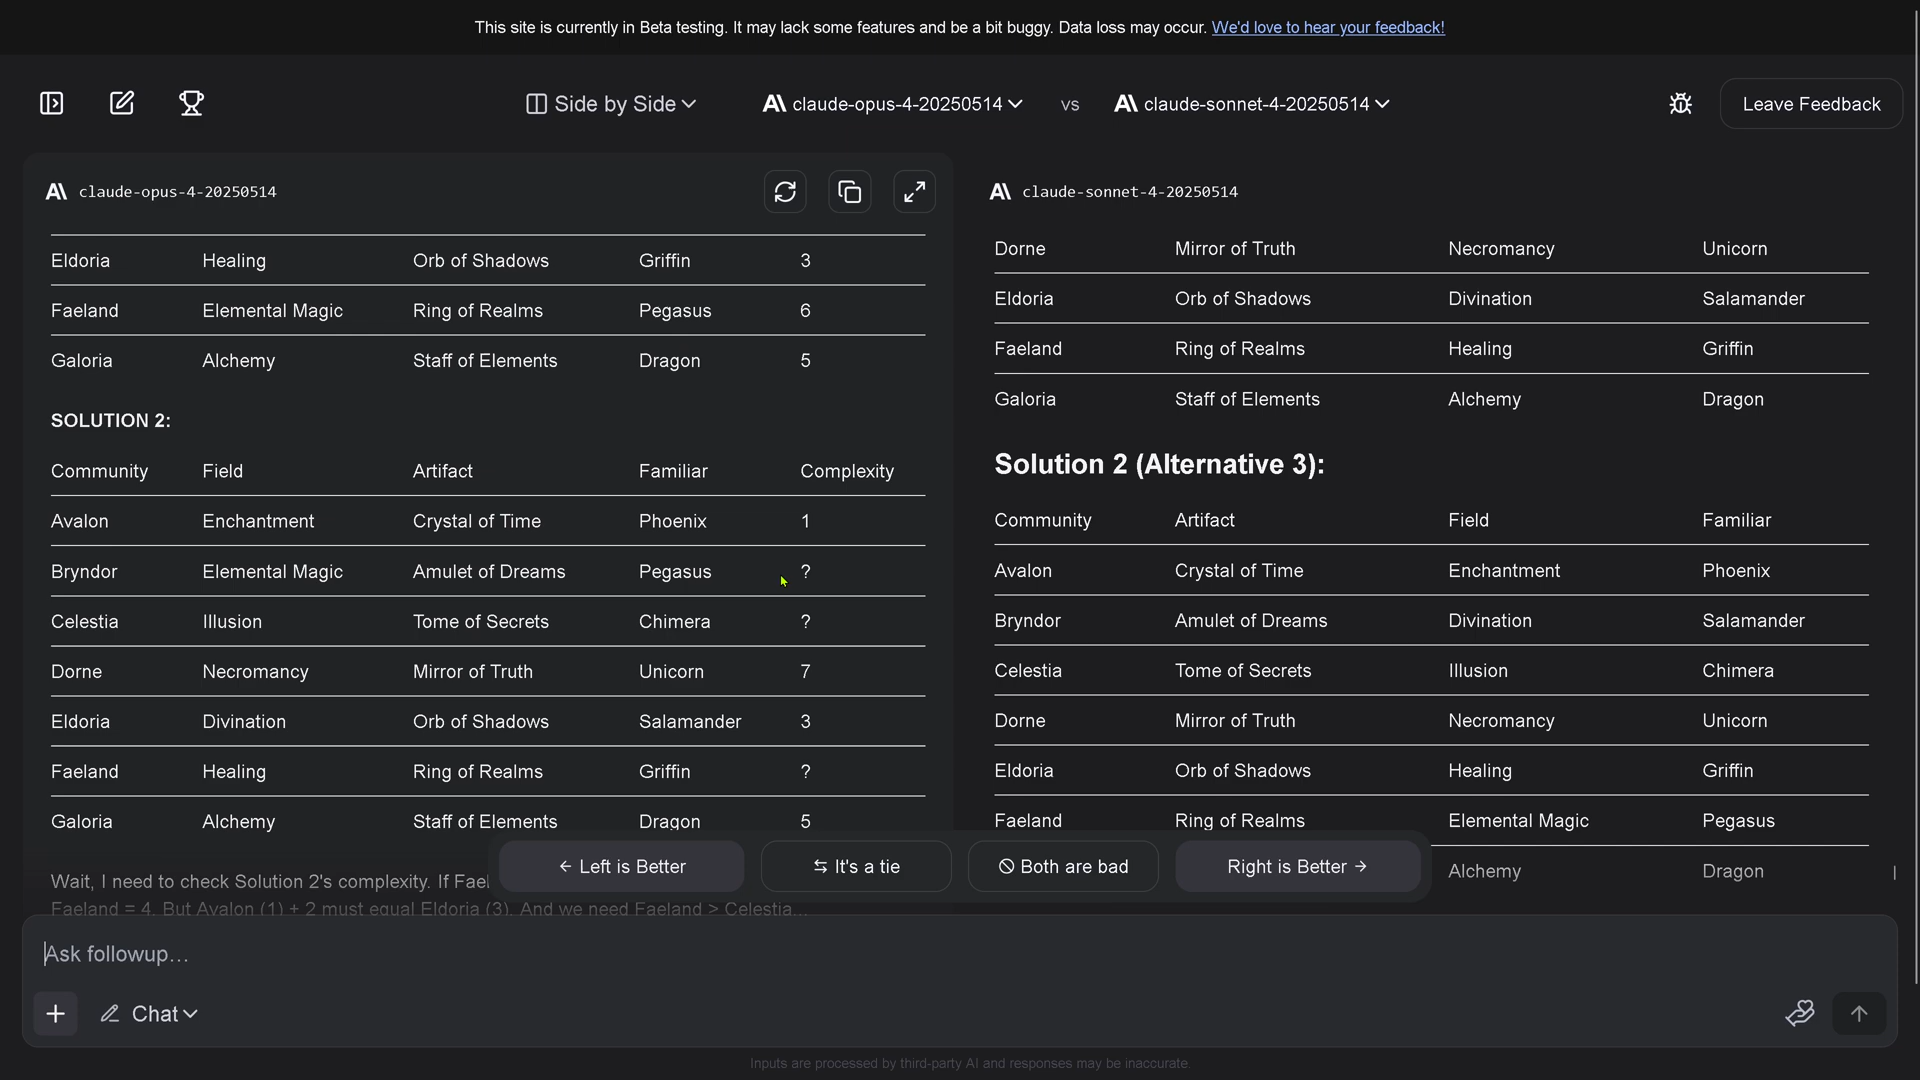 This site is currently in Beta testing. It may lack some features and be a bit buggy. Data loss may occur. We'd love to hear your feedback!
Side by Side
claude-opus-4-20250514 vs claude-sonnet-4-20250514
Leave Feedback
claude-opus-4-20250514
Eldoria Healing Orb of Shadows Griffin 3
Faeland Elemental Magic Ring of Realms Pegasus 6
Galoria Alchemy Staff of Elements Dragon 5
SOLUTION 2:
Community Field Artifact Familiar Complexity
Avalon Enchantment Crystal of Time Phoenix 1
Bryndor Elemental Magic Amulet of Dreams Pegasus ?
Celestia Illusion Tome of Secrets Chimera ?
Dorne Necromancy Mirror of Truth Unicorn 7
Eldoria Divination Orb of Shadows Salamander 3
Faeland Healing Ring of Realms Griffin ?
Galoria Alchemy Staff of Elements Dragon 5
Wait, I need to check Solution 2's complexity. If Fael
Faeland = 4. But Avalon (1) + 2 must equal Eldoria (3). And we need Faeland > Celestia...
claude-sonnet-4-20250514
Dorne Mirror of Truth Necromancy Unicorn
Eldoria Orb of Shadows Divination Salamander
Faeland Ring of Realms Healing Griffin
Galoria Staff of Elements Alchemy Dragon
Solution 2 (Alternative 3):
Community Artifact Field Familiar
Avalon Crystal of Time Enchantment Phoenix
Bryndor Amulet of Dreams Divination Salamander
Celestia Tome of Secrets Illusion Chimera
Dorne Mirror of Truth Necromancy Unicorn
Eldoria Orb of Shadows Healing Griffin
Faeland Ring of Realms Elemental Magic Pegasus
Alchemy Dragon
← Left is Better
It's a tie
Both are bad
Right is Better →
Ask followup...
Chat
Inputs are processed by third-party AI and responses may be inaccurate.